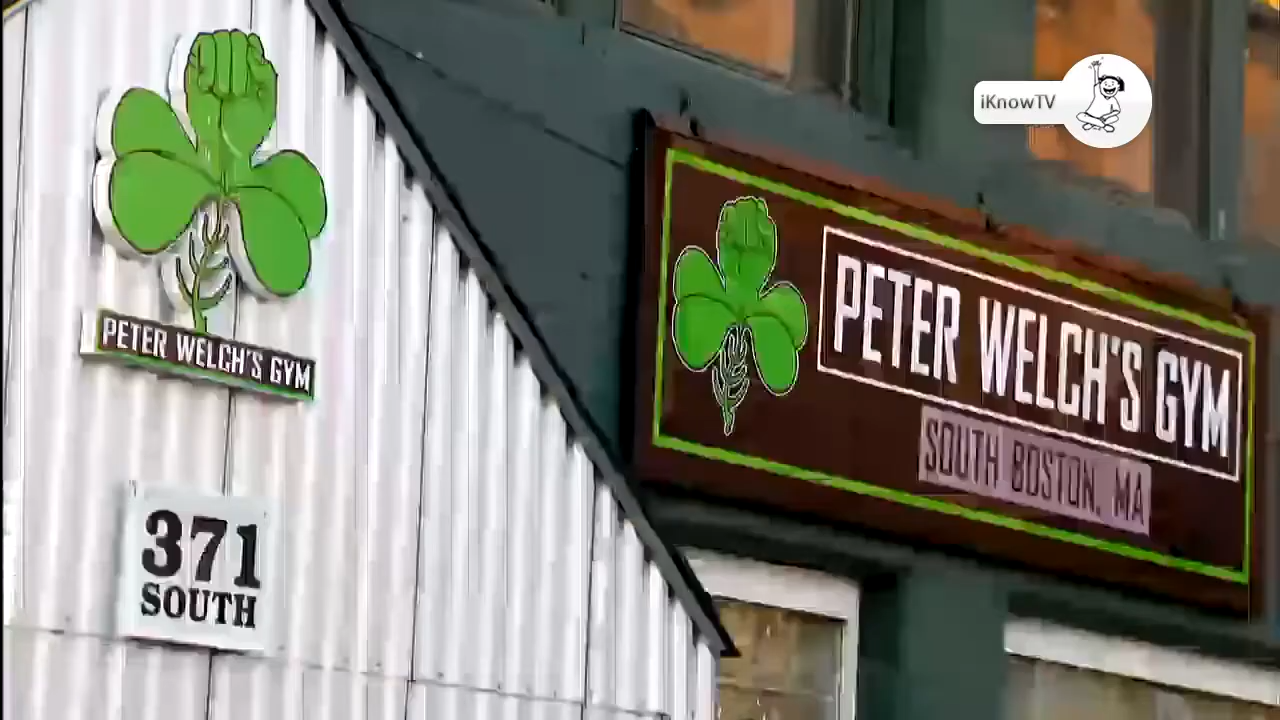 iKnowTV
PETER WELCH'S GYM
371
SOUTH
PETER WELCH'S GYM
SOUTH BOSTON, MA